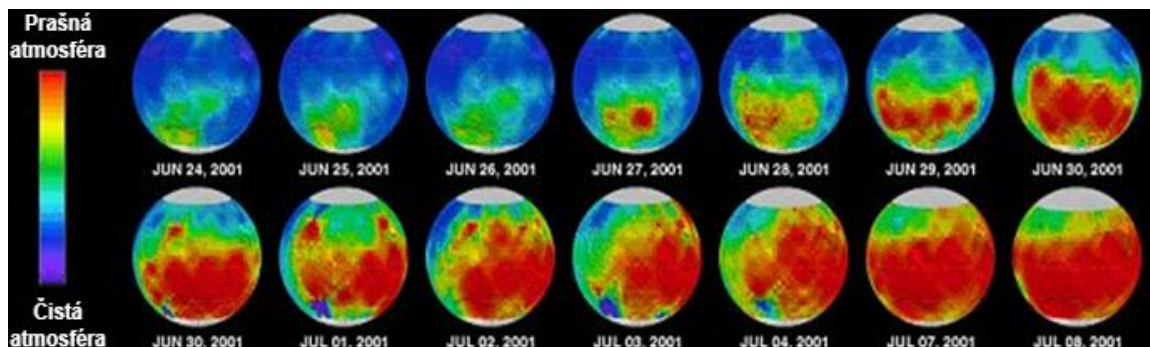 Prašná
atmosféra
JUN 24, 2001
JUN 25, 2001
JUN 26, 2001
JUN 27, 2001
JUN 28, 2001
JUN 29, 2001
JUN 30, 2001
JUN 30, 2001
JUL 01, 2001
JUL 02, 2001
JUL 03, 2001
JUL 04, 2001
JUL 07, 2001
JUL 08, 2001
Čistá
atmosféra